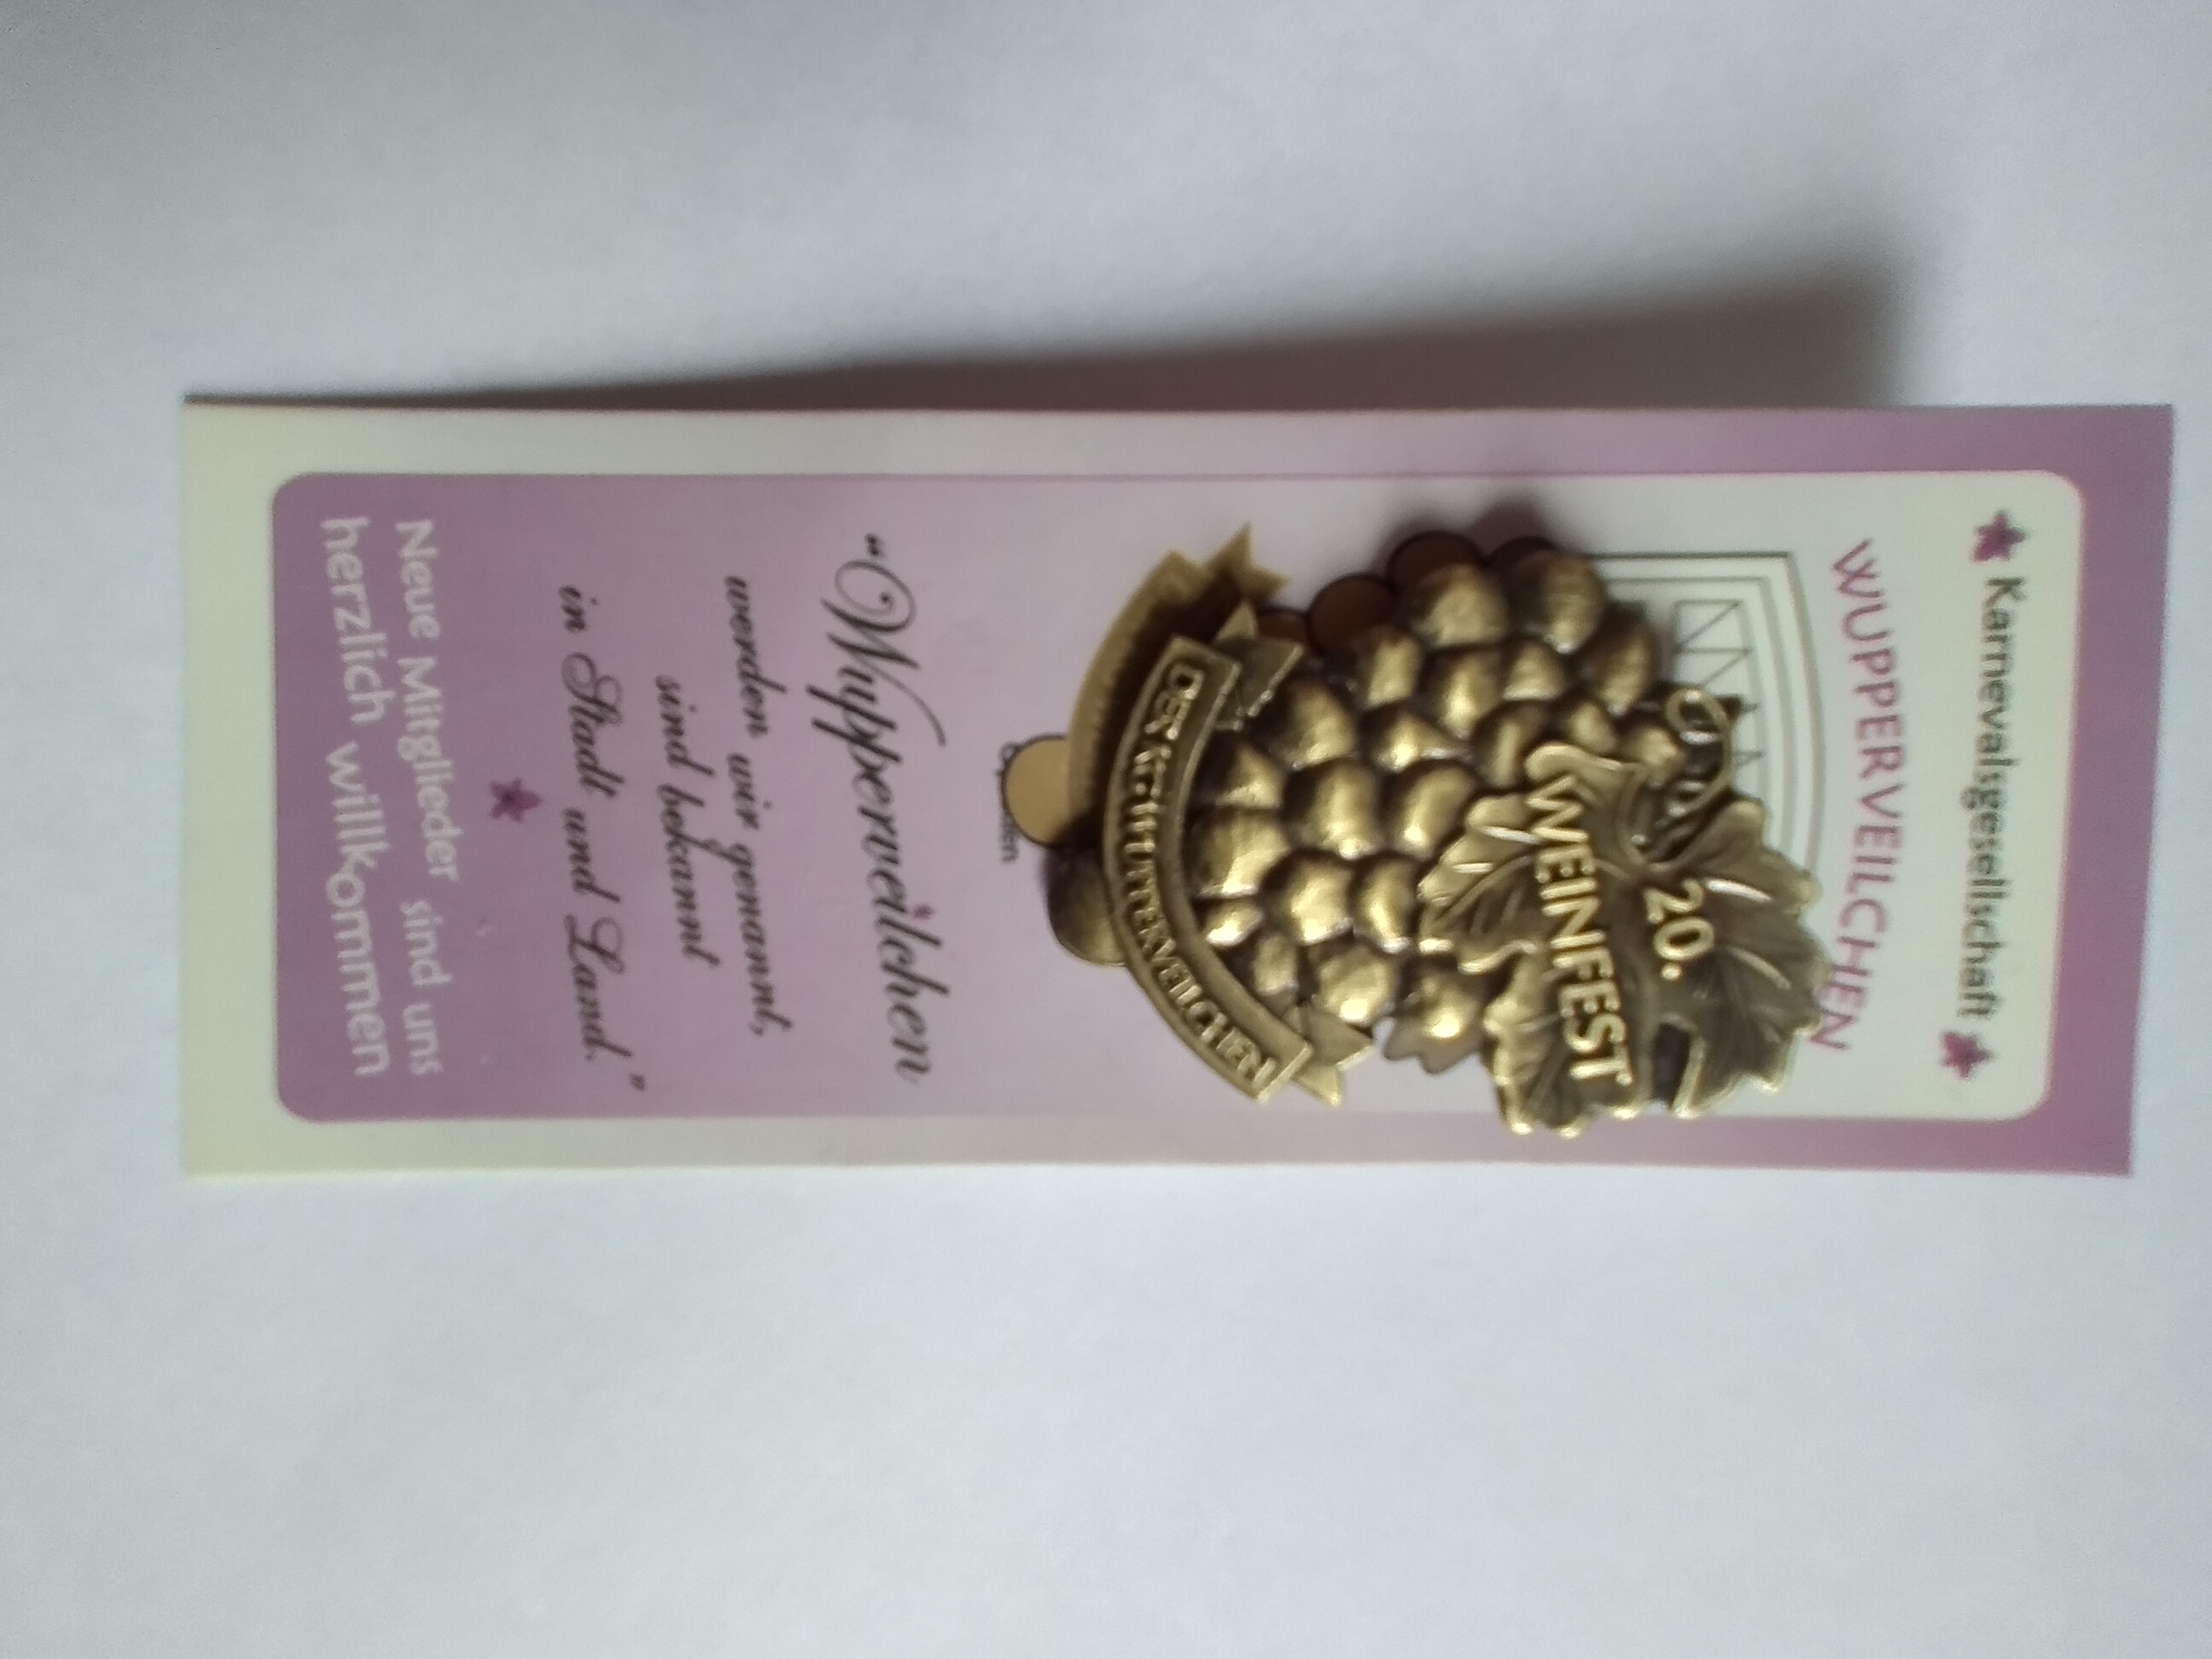 Karnevalsgesellschaft
WUPPERVEILCHEN
20.
WEINFEST
DER KG WUPPERVEILCHEN
"Wupperveilchen
werden wir genannt,
sind bekannt
in Stadt und Land."
Neue Mitglieder sind uns
herzlich willkommen